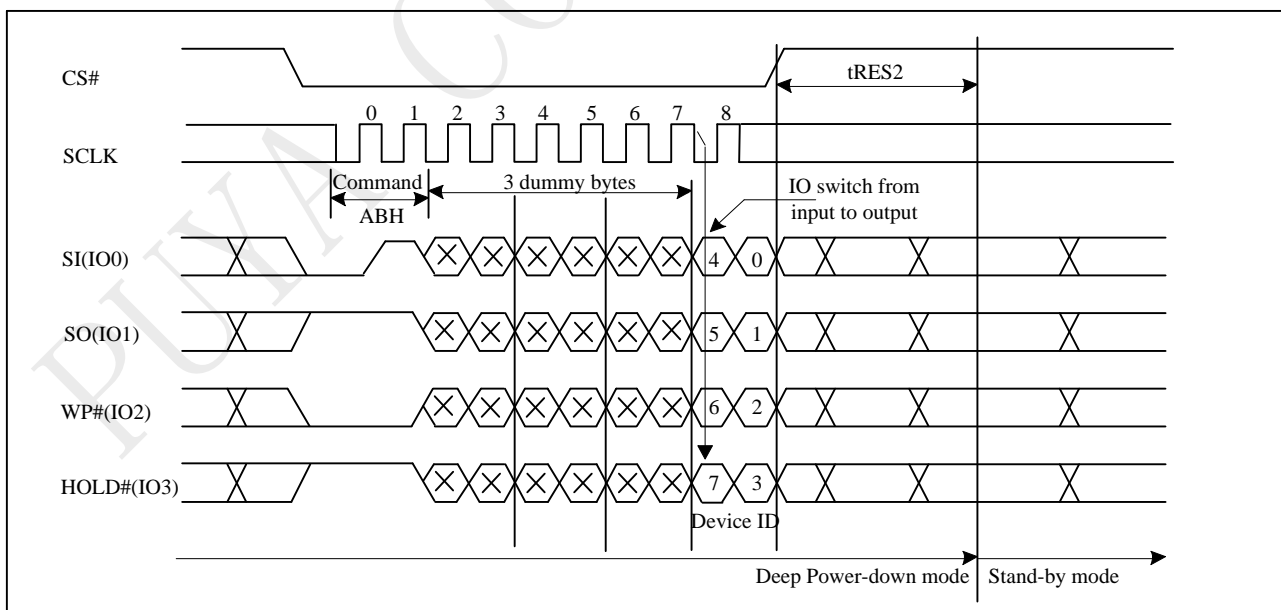 CS#
tRES2
0 1 2 3 4 5 6 7 8
SCLK
Command
ABH
3 dummy bytes
IO switch from
input to output
SI(IO0)
4 0
SO(IO1)
5 1
WP#(IO2)
6 2
HOLD#(IO3)
7 3
Device ID
Deep Power-down mode
Stand-by mode
PUYA CO